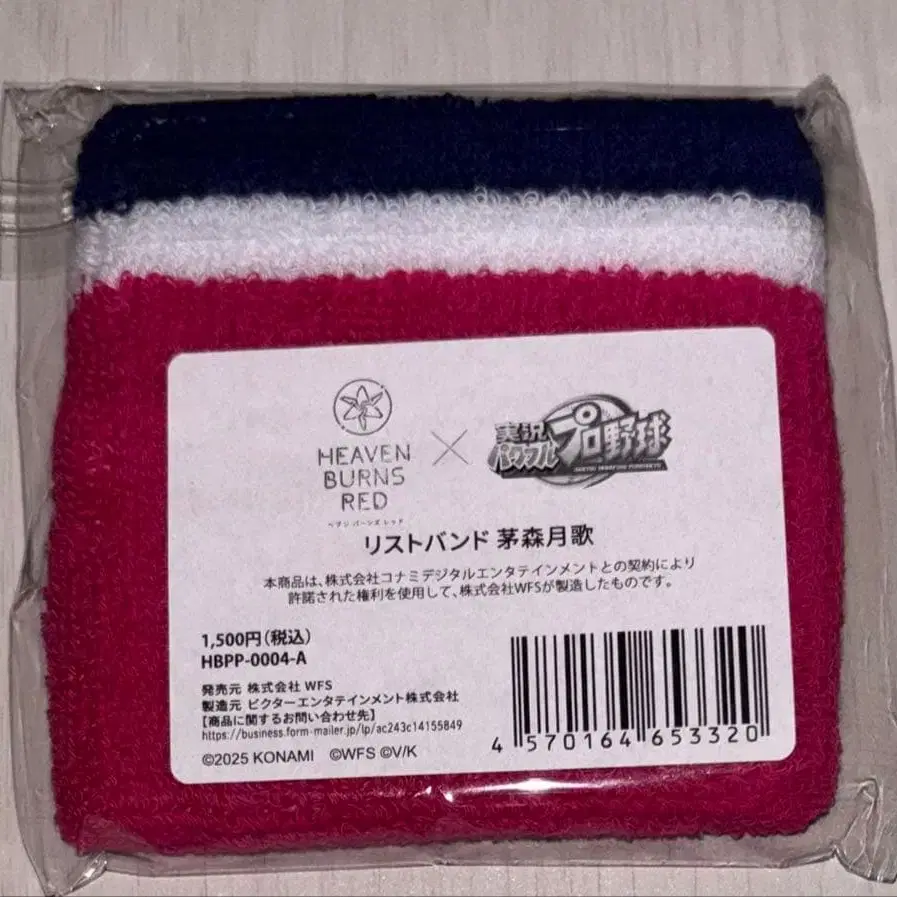 HEAVEN
BURNS
RED
ヘブン バーンズ レッド
×
実況
パワフル
プロ野球
リストバンド 茅森月歌
本商品は、株式会社コナミデジタルエンタテインメントとの契約により
許諾された権利を使用して、株式会社WFSが製造したものです。
1,500円（税込）
HBPP-0004-A
発売元 株式会社 WFS
製造元 ビクターエンタテインメント株式会社
【商品に関するお問い合わせ先】
https://business.form-mailer.jp/lp/ac243c14155849
©2025 KONAMI ©WFS ©V/K
4 570164 653320